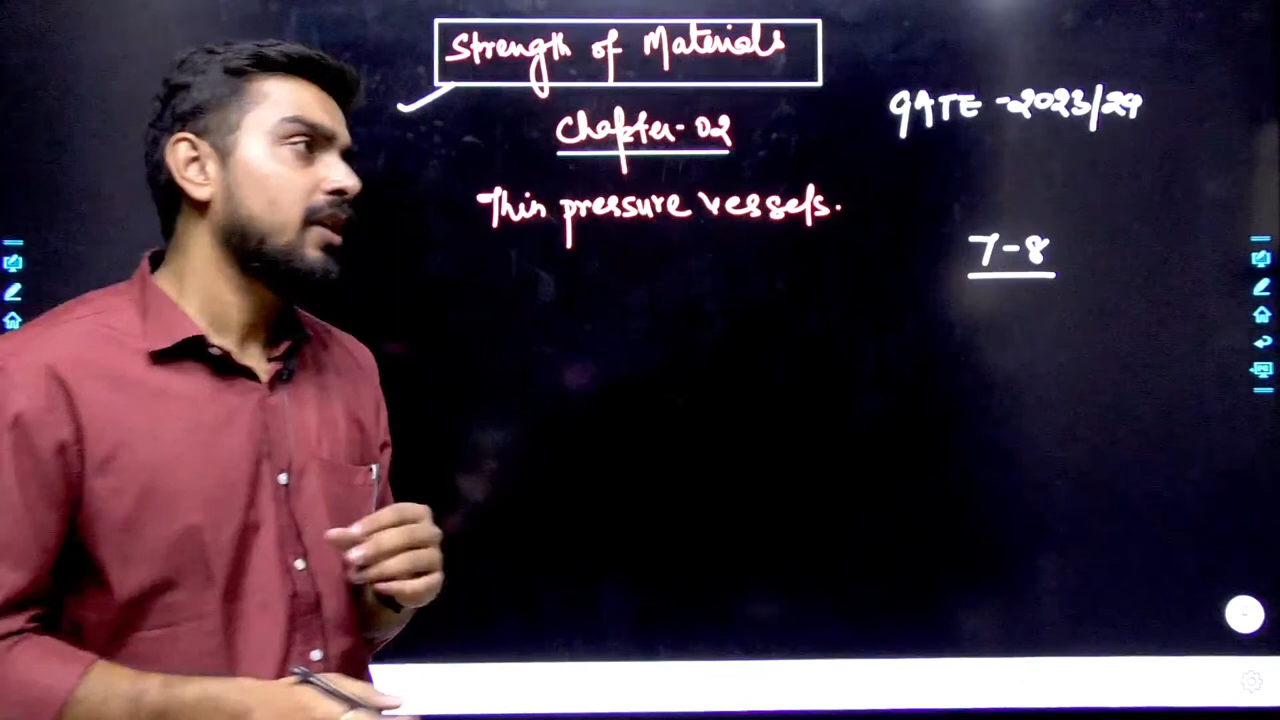 Strength of Materials
Chapter-02
Thin pressure vessels.
GATE -2023/24
7-8